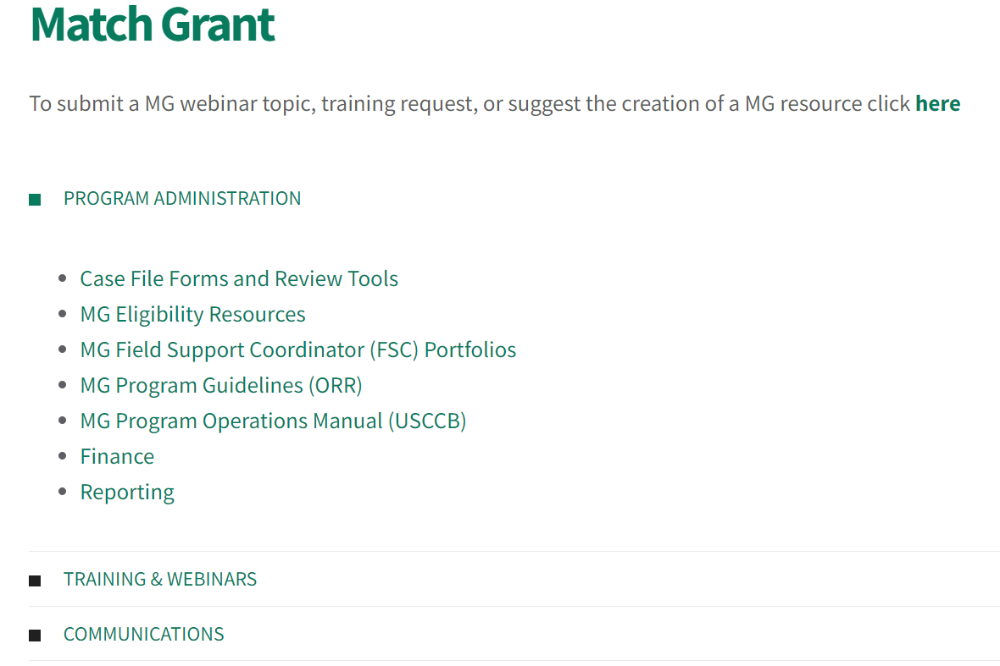 Match Grant
To submit a MG webinar topic, training request, or suggest the creation of a MG resource click here
PROGRAM ADMINISTRATION
Case File Forms and Review Tools
MG Eligibility Resources
MG Field Support Coordinator (FSC) Portfolios
MG Program Guidelines (ORR)
MG Program Operations Manual (USCCB)
Finance
Reporting
TRAINING & WEBINARS
COMMUNICATIONS